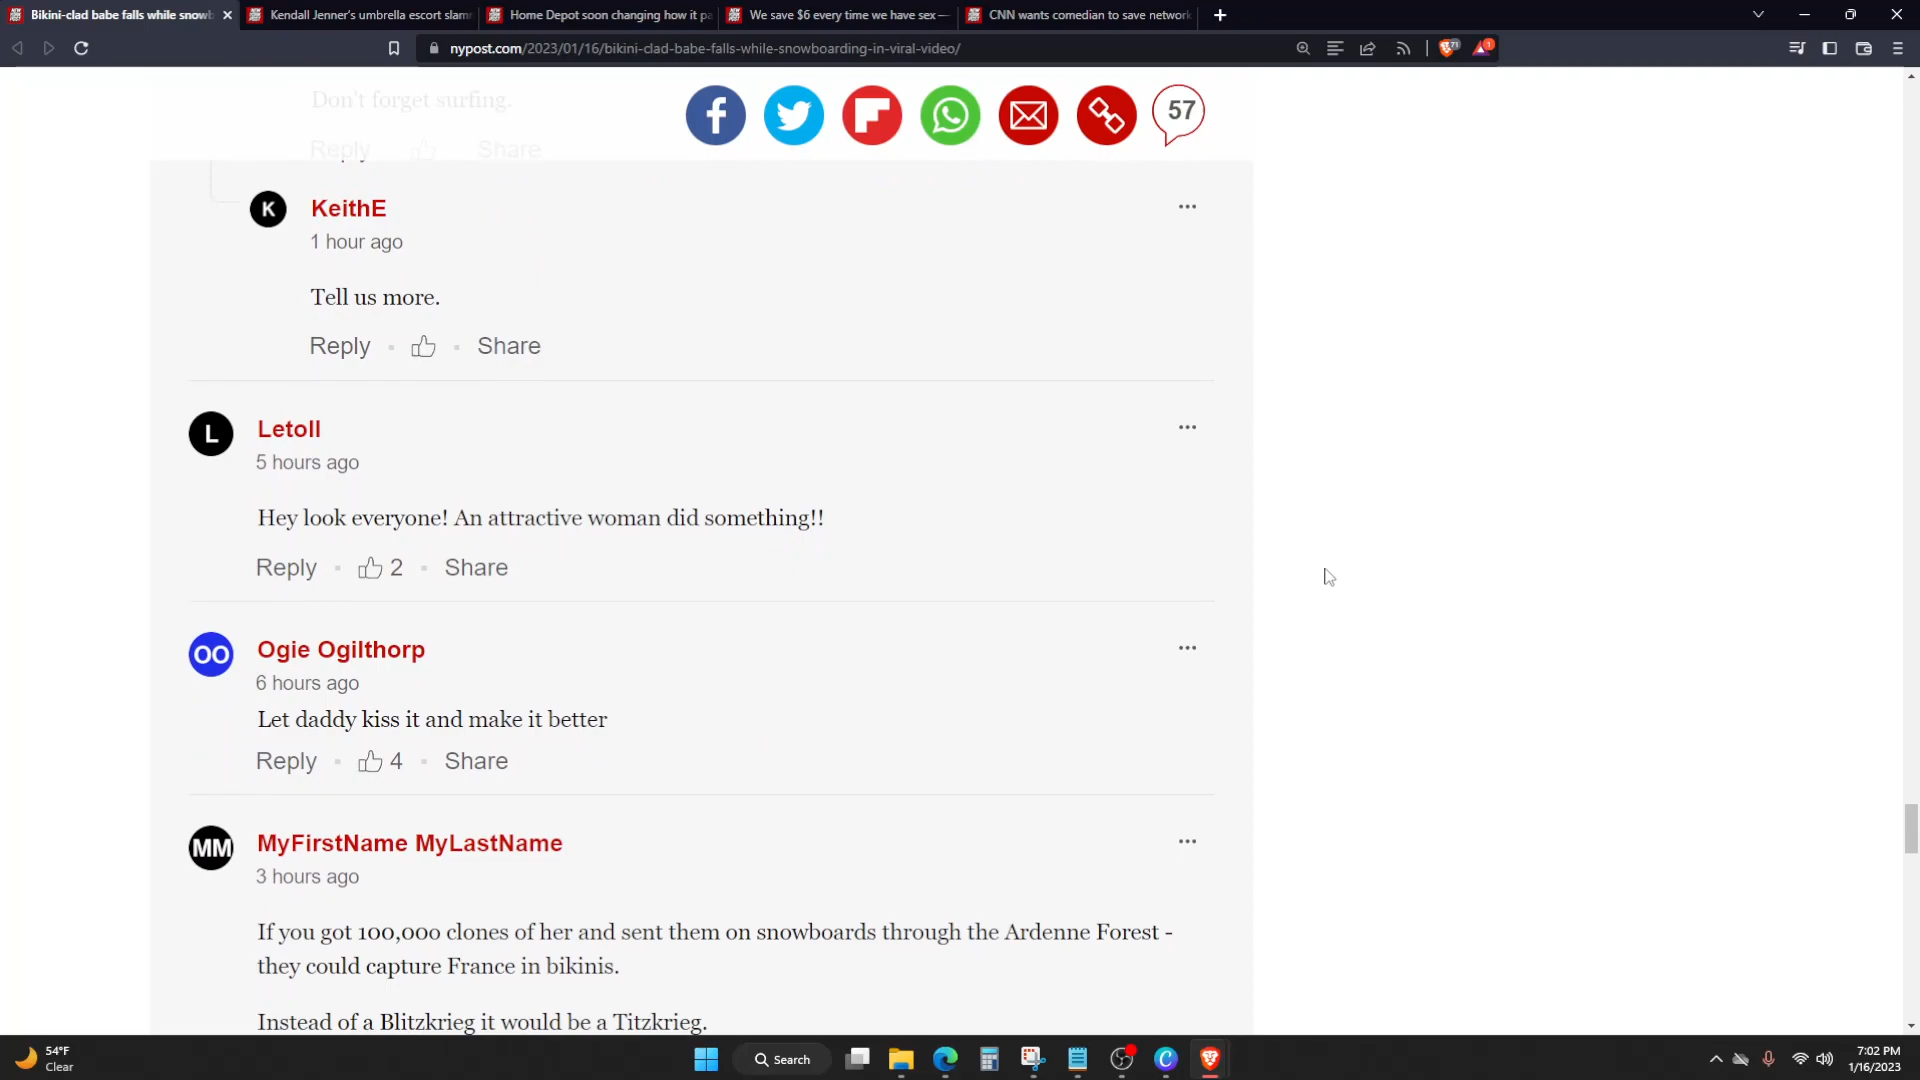 Bikini-clad babe falls while snowb
Kendall Jenner's umbrella escort slam
Home Depot soon changing how it pa
We save $6 every time we have sex —
CNN wants comedian to save network
nypost.com/2023/01/16/bikini-clad-babe-falls-while-snowboarding-in-viral-video/
Don't forget surfing.
57
Reply Share
K KeithE
1 hour ago
Tell us more.
Reply Share
L Letoll
5 hours ago
Hey look everyone! An attractive woman did something!!
Reply 2 Share
OO Ogie Ogilthorp
6 hours ago
Let daddy kiss it and make it better
Reply 4 Share
MM MyFirstName MyLastName
3 hours ago
If you got 100,000 clones of her and sent them on snowboards through the Ardenne Forest -
they could capture France in bikinis.
Instead of a Blitzkrieg it would be a Titzkrieg.
54°F
Clear
Search
7:02 PM
1/16/2023